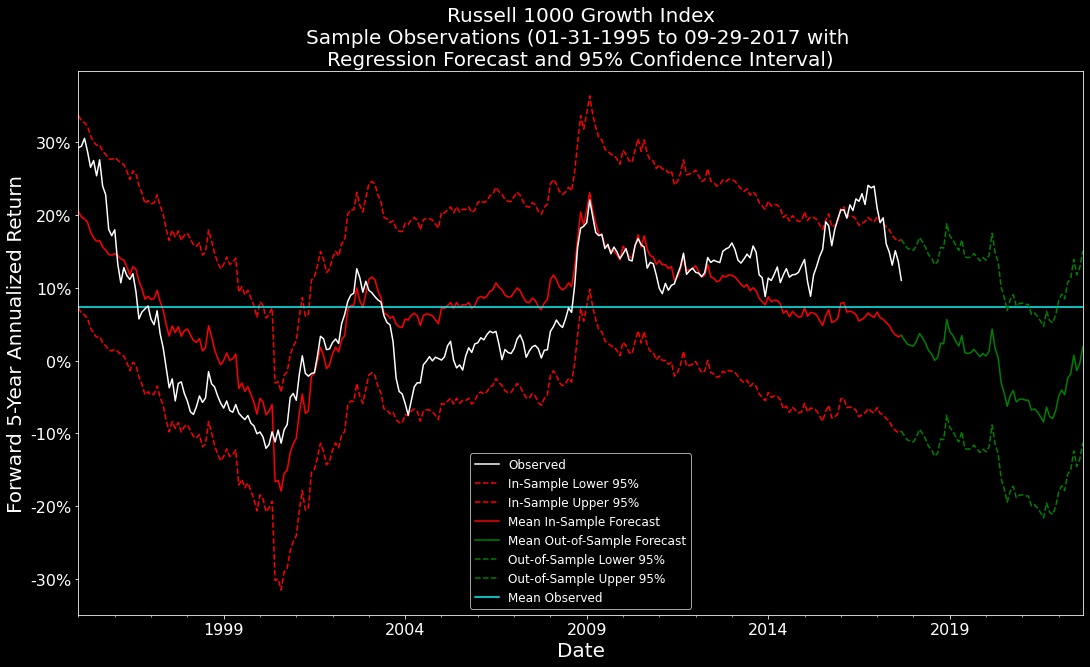 Russell 1000 Growth Index
Sample Observations (01-31-1995 to 09-29-2017 with
Regression Forecast and 95% Confidence Interval)
Forward 5-Year Annualized Return
30%
20%
10%
0%
-10%
-20%
-30%
Observed
In-Sample Lower 95%
In-Sample Upper 95%
Mean In-Sample Forecast
Mean Out-of-Sample Forecast
Out-of-Sample Lower 95%
Out-of-Sample Upper 95%
Mean Observed
1999
2004
2009
2014
2019
Date